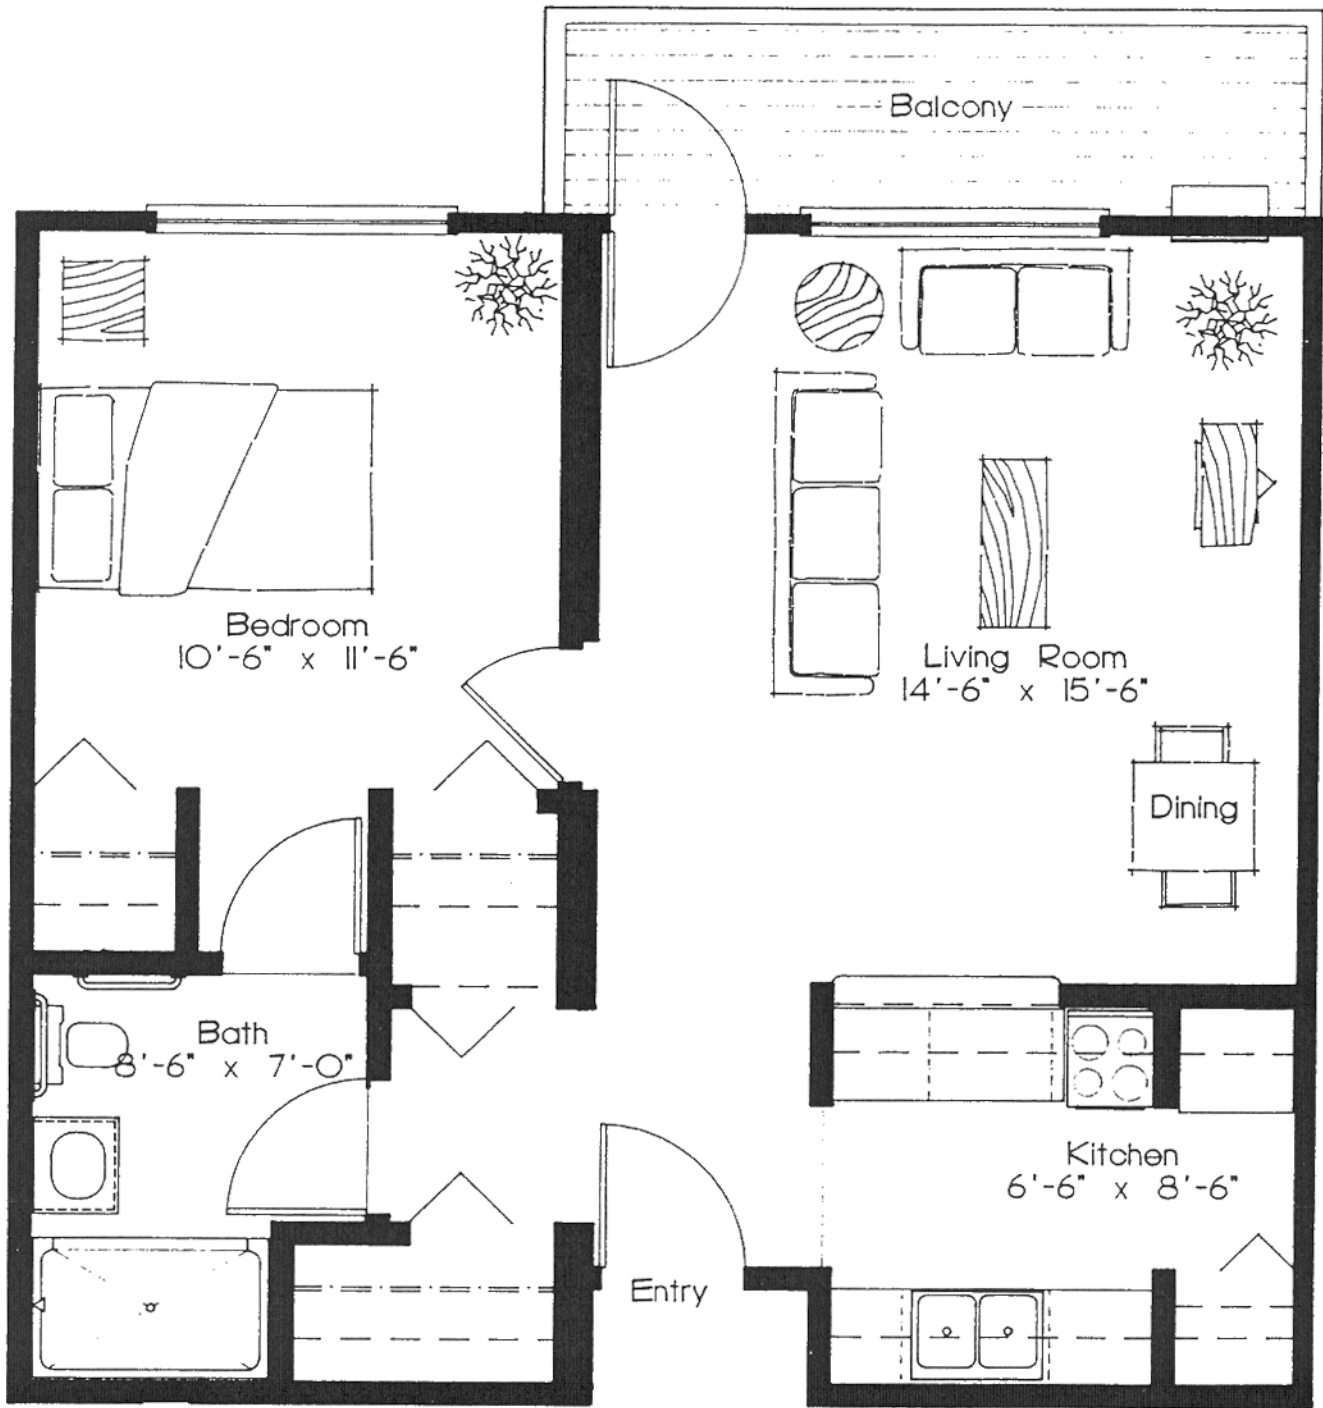 Balcony
Bedroom
10'-6" x 11'-6"
Living Room
14'-6" x 15'-6"
Dining
Bath
8'-6" x 7'-0"
Kitchen
6'-6" x 8'-6"
Entry